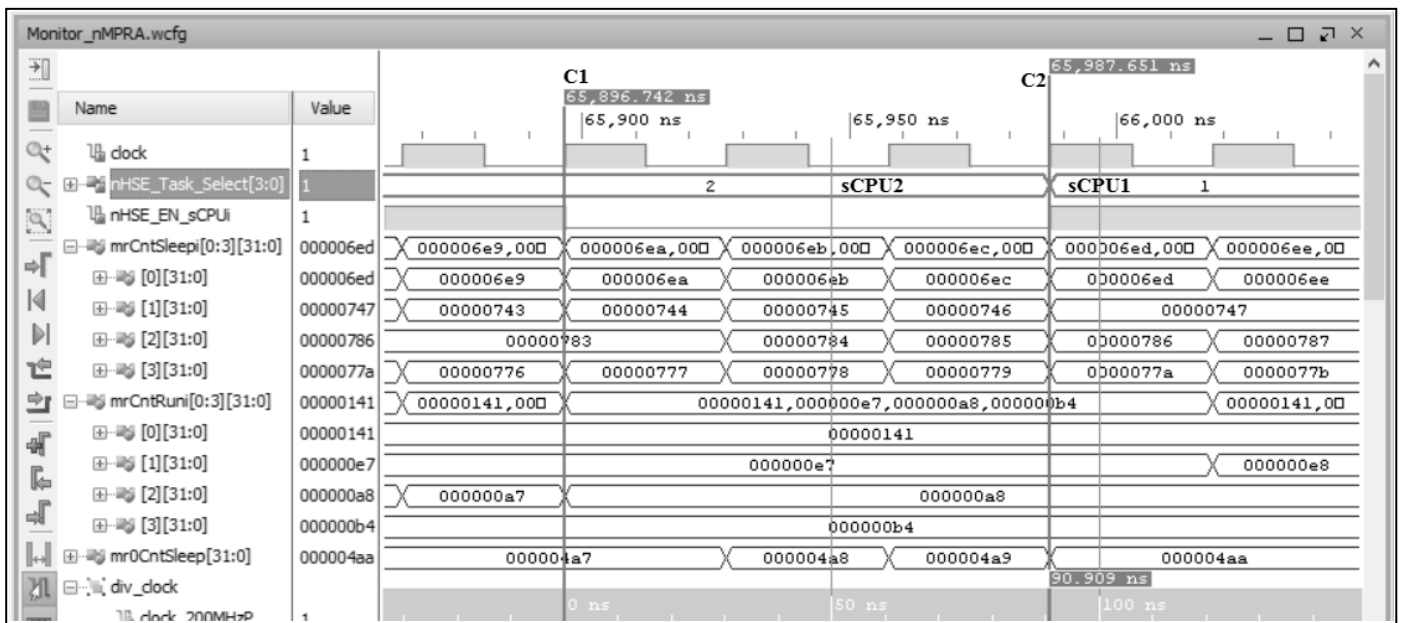 Monitor_nMPRA.wcfg
C1 C2 65,987.651 ns
65,896.742 ns
Name Value |65,900 ns |65,950 ns |66,000 ns
clock 1
nHSE_Task_Select[3:0] 1 2 sCPU2 sCPU1 1
nHSE_EN_sCPUi 1
mrCntSleepi[0:3][31:0] 000006ed 000006e9,00 000006ea,00 000006eb,00 000006ec,00 000006ed,00 000006ee,00
[0][31:0] 000006ed 000006e9 000006ea 000006eb 000006ec 000006ed 000006ee
[1][31:0] 00000747 00000743 00000744 00000745 00000746 00000747
[2][31:0] 00000786 00000783 00000784 00000785 00000786 00000787
[3][31:0] 0000077a 00000776 00000777 00000778 00000779 0000077a 0000077b
mrCntRuni[0:3][31:0] 00000141 00000141,00 00000141,000000e7,000000a8,000000b4 00000141,00
[0][31:0] 00000141 00000141
[1][31:0] 000000e7 000000e7 000000e8
[2][31:0] 000000a8 000000a7 000000a8
[3][31:0] 000000b4 000000b4
mr0CntSleep[31:0] 000004aa 000004a7 000004a8 000004a9 000004aa
div_clock 90.909 ns
clock_200MHzP 1 0 ns |50 ns |100 ns